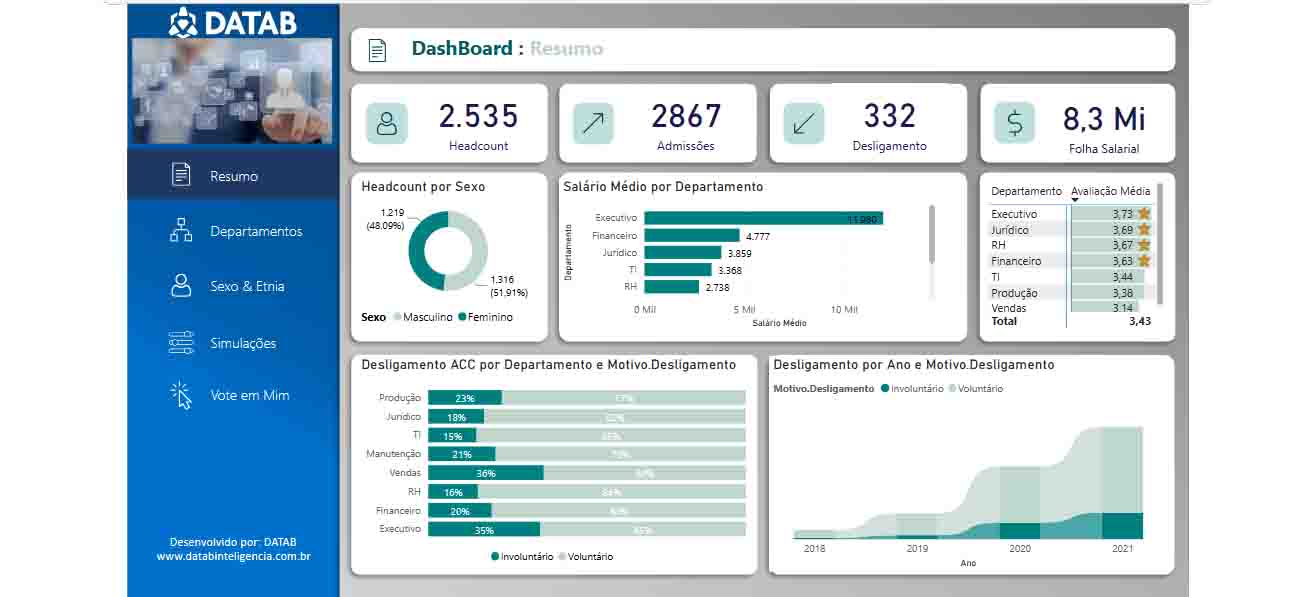 DATAB
Resumo
Departamentos
Sexo & Etnia
Simulações
Vote em Mim
Desenvolvido por: DATAB
www.databinteligencia.com.br
DashBoard : Resumo
2.535
Headcount
2867
Admissões
332
Desligamento
$
8,3 Mi
Folha Salarial
Headcount por Sexo
1.219
(48.09%)
1.316
(51,91%)
Sexo Masculino Feminino
Salário Médio por Departamento
Departamento
Executivo 11.980
Financeiro 4.777
Jurídico 3.859
TI 3.368
RH 2.738
0 Mil 5 Mil 10 Mil
Salário Médio
Departamento Avaliação Média
Executivo 3,73
Jurídico 3,69
RH 3,67
Financeiro 3,63
TI 3,44
Produção 3,38
Vendas 3,14
Total 3,43
Desligamento ACC por Departamento e Motivo.Desligamento
Produção 23%
Jurídico 18%
TI 15%
Manutenção 21%
Vendas 36%
RH 16% 84%
Financeiro 20%
Executivo 35% 65%
Involuntário Voluntário
Desligamento por Ano e Motivo.Desligamento
Motivo.Desligamento Involuntário Voluntário
2018 2019 2020 2021
Ano